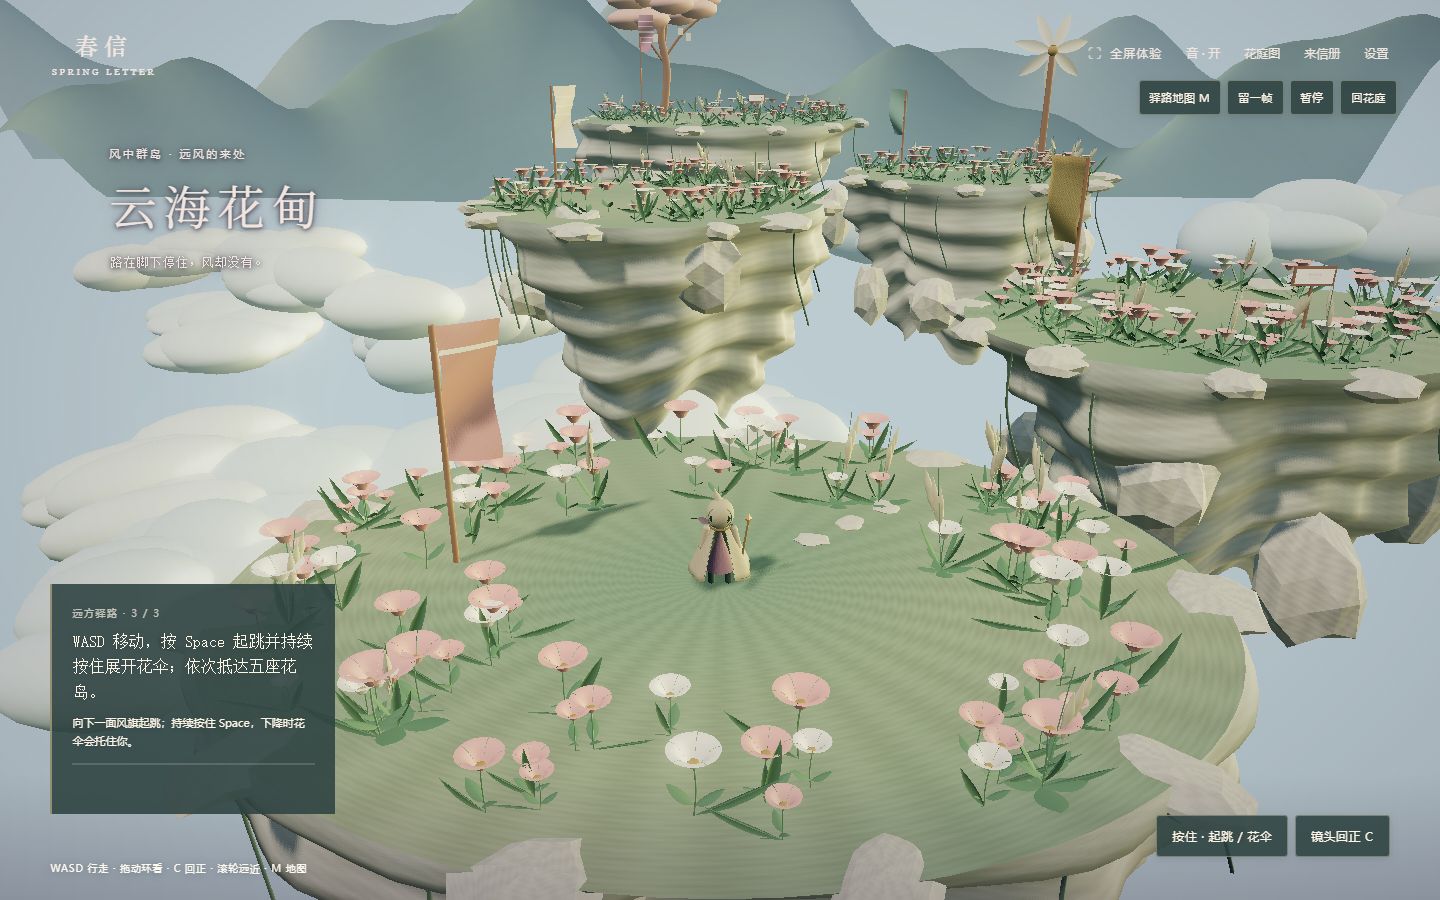 春信
SPRING LETTER
全屏体验 音·开 花庭图 来信册 设置
驿路地图 M 留一帧 暂停 回花庭
风中群岛 · 远风的来处
云海花甸
路在脚下停住，风却没有。
远方驿路 · 3 / 3
WASD 移动，按 Space 起跳并持续
按住展开花伞；依次抵达五座花
岛。
向下一面风旗起跳；持续按住 Space，下降时花
伞会托住你。
按住 · 起跳 / 花伞 镜头回正 C
WASD 行走 · 拖动环看 · C 回正 · 滚轮远近 · M 地图